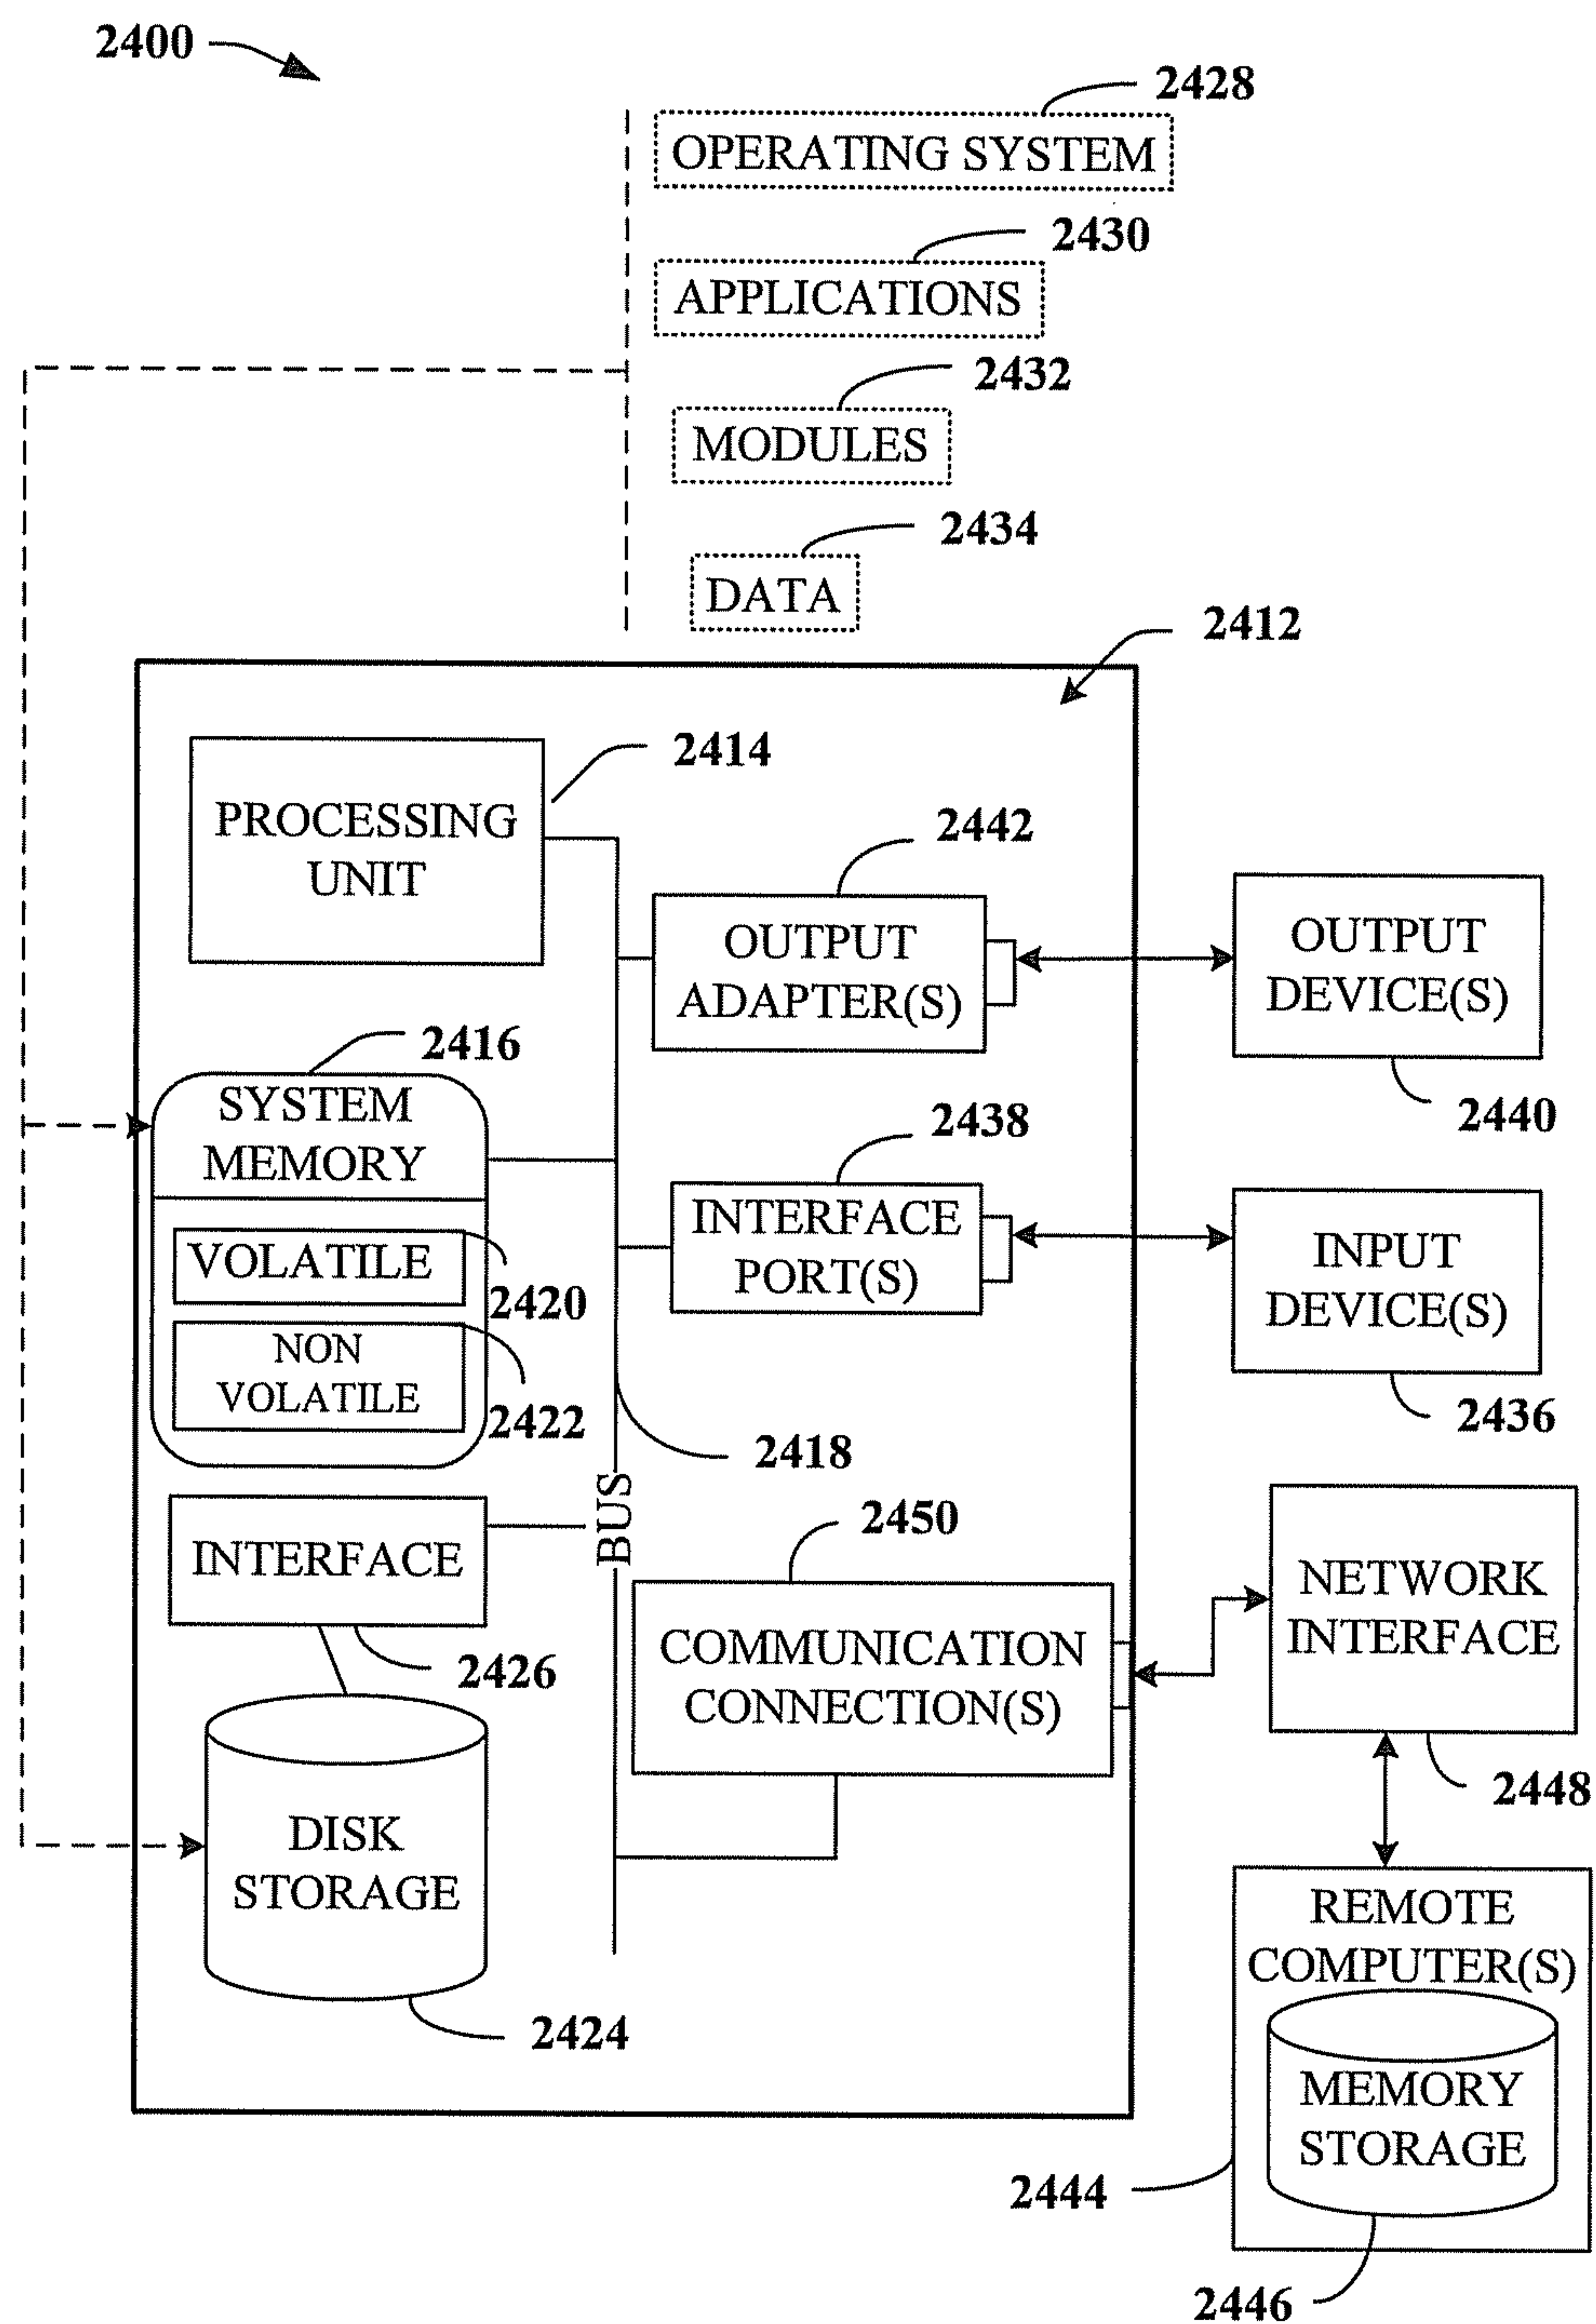 2400
2428
OPERATING SYSTEM
2430
APPLICATIONS
2432
MODULES
2434
DATA
2412
2414
PROCESSING
UNIT
2442
OUTPUT
ADAPTER(S)
OUTPUT
DEVICE(S)
2440
2416
SYSTEM
MEMORY
VOLATILE
2420
NON
VOLATILE
2422
2438
INTERFACE
PORT(S)
INPUT
DEVICE(S)
2436
2418
BUS
INTERFACE
2426
2450
COMMUNICATION
CONNECTION(S)
NETWORK
INTERFACE
2448
DISK
STORAGE
2424
REMOTE
COMPUTER(S)
MEMORY
STORAGE
2444
2446